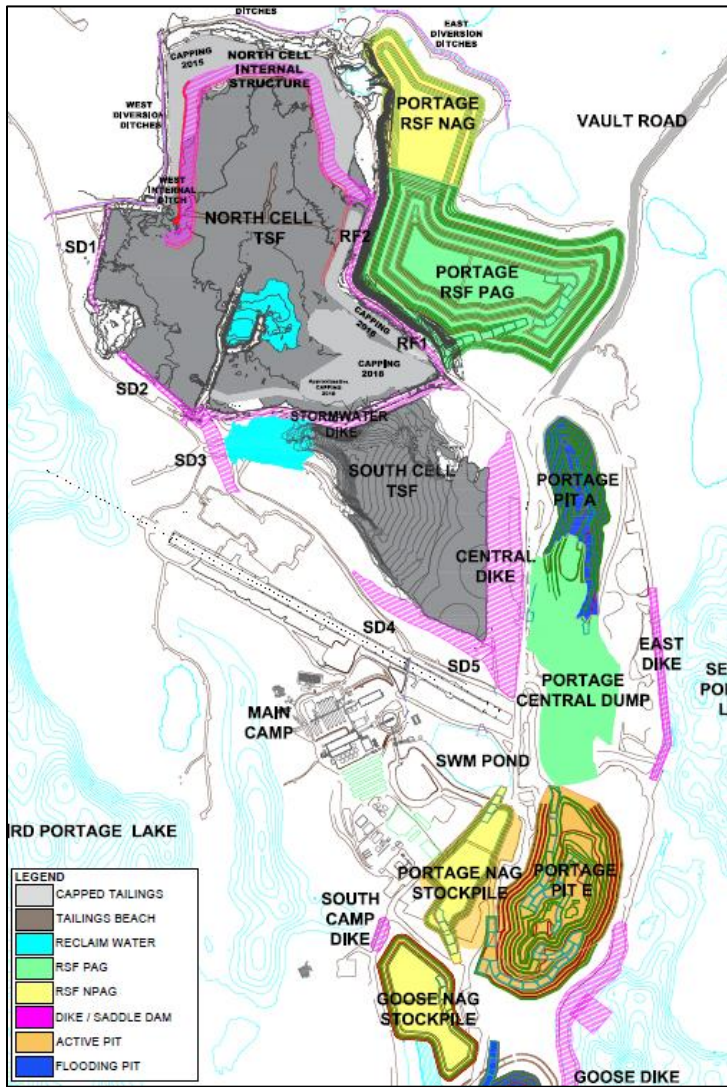 DITCHES
EAST
DIVERSION
DITCHES
CAPPING
2015
NORTH CELL
INTERNAL
STRUCTURE
PORTAGE
RSF NAG
VAULT ROAD
WEST
DIVERSION
DITCHES
WEST
INTERNAL
DITCH
NORTH CELL
TSF
RF2
SD1
PORTAGE
RSF PAG
CAPPING
2016
RF1
CAPPING
2018
SD2
STORMWATER
DIKE
SD3
SOUTH CELL
TSF
PORTAGE
PIT A
CENTRAL
DIKE
SD4
SD5
EAST
DIKE
PORTAGE
CENTRAL DUMP
SE
PO
L
MAIN
CAMP
SWM POND
RD PORTAGE LAKE
PORTAGE NAG
STOCKPILE
PORTAGE
PIT E
SOUTH
CAMP
DIKE
GOOSE NAG
STOCKPILE
GOOSE DIKE
LEGEND
CAPPED TAILINGS
TAILINGS BEACH
RECLAIM WATER
RSF PAG
RSF NPAG
DIKE / SADDLE DAM
ACTIVE PIT
FLOODING PIT